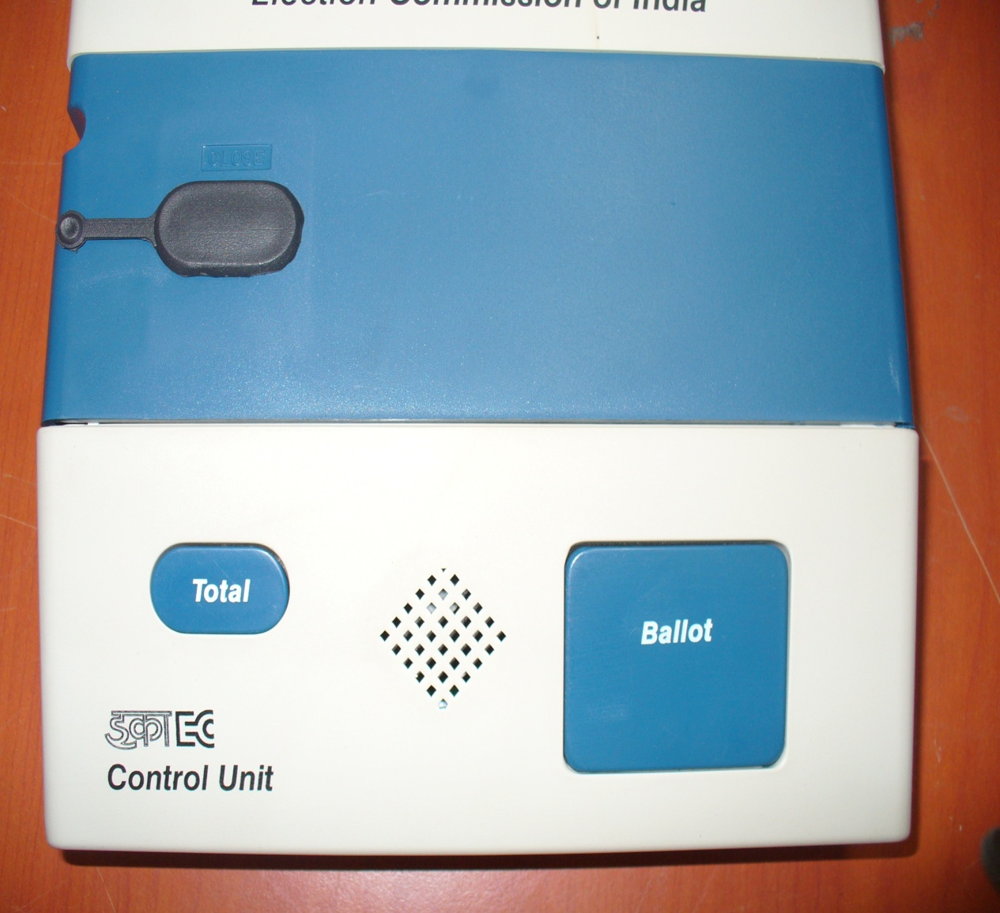 Election Commission of India
CLOSE
Total
Ballot
इका EC
Control Unit